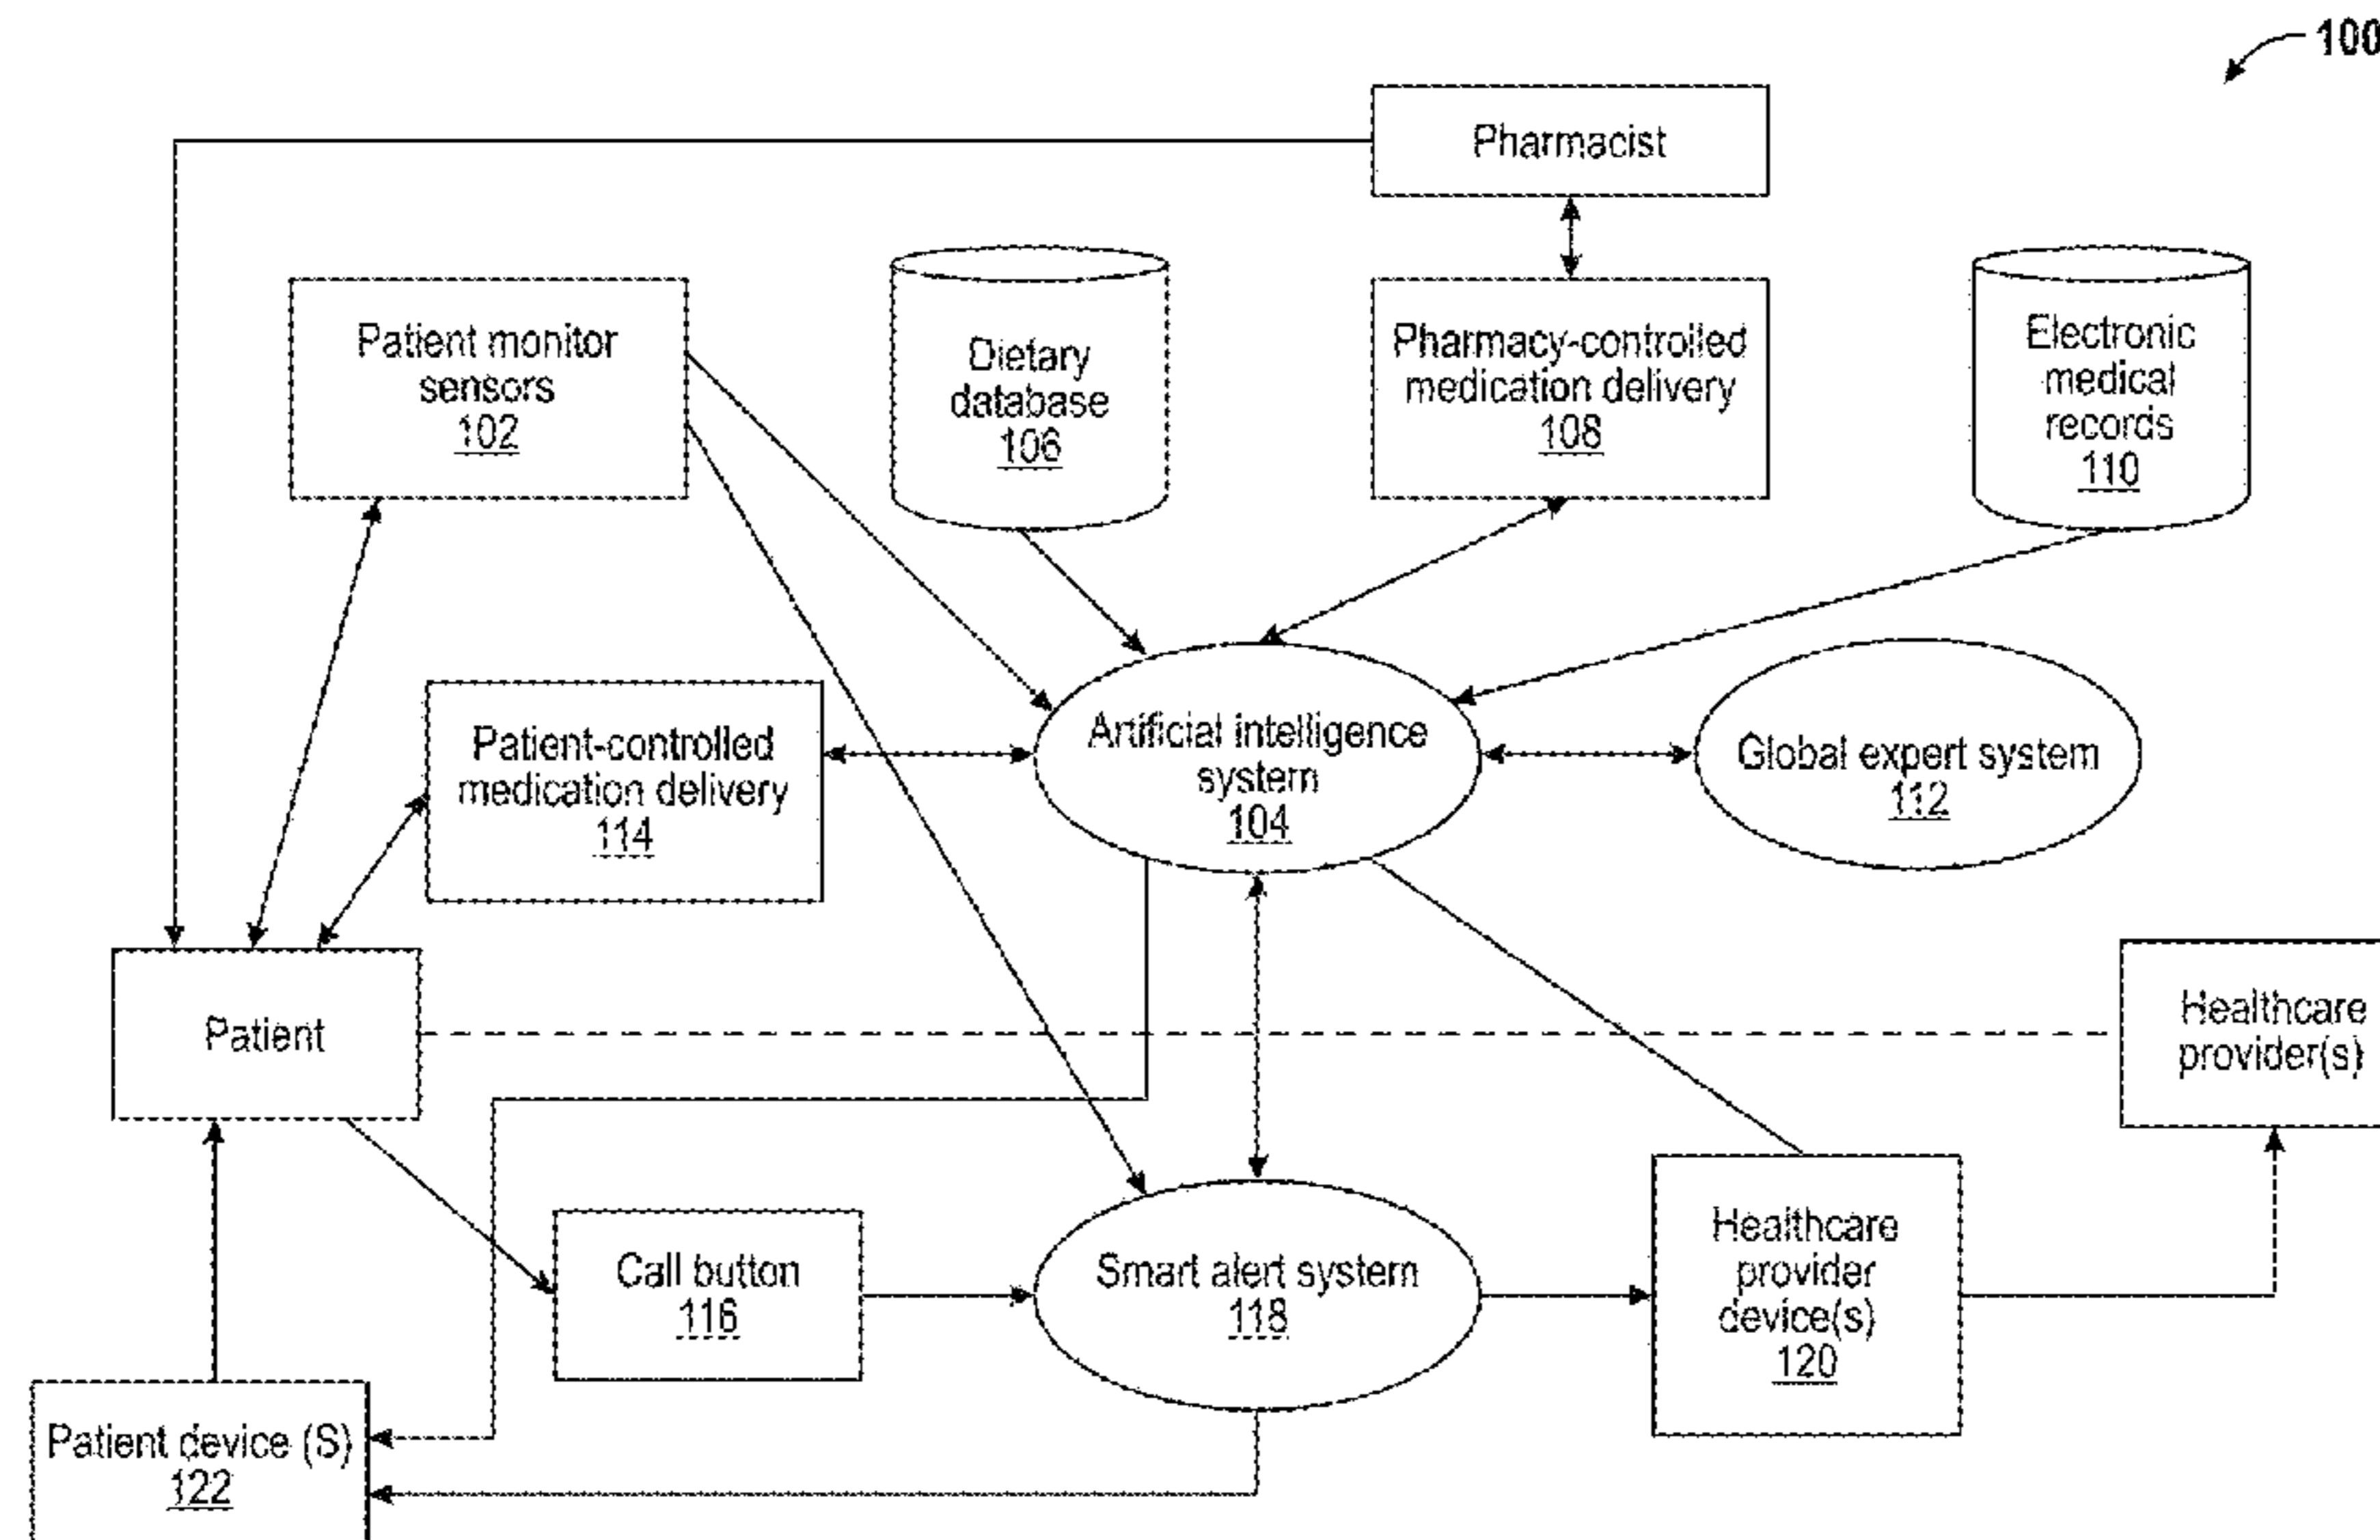 100
Pharmacist
Patient monitor
sensors
102
Dietary
database
106
Pharmacy-controlled
medication delivery
108
Electronic
medical
records
110
Patient-controlled
medication delivery
114
Artificial intelligence
system
104
Global expert system
112
Patient
Healthcare
provider(s)
Call button
116
Smart alert system
118
Healthcare
provider
device(s)
120
Patient device (S)
122